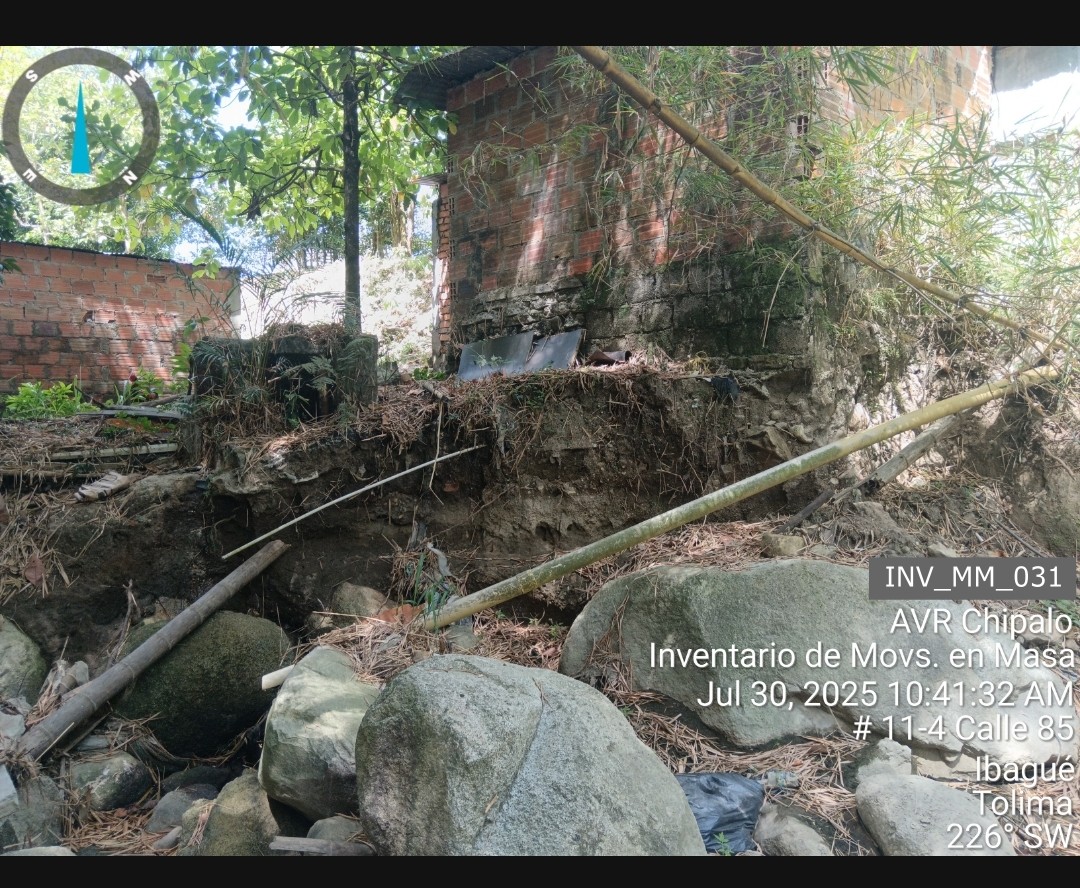 S
W
E
N
INV_MM_031
AVR Chipalo
Inventario de Movs. en Masa
Jul 30, 2025 10:41:32 AM
# 11-4 Calle 85
Ibagué
Tolima
226° SW